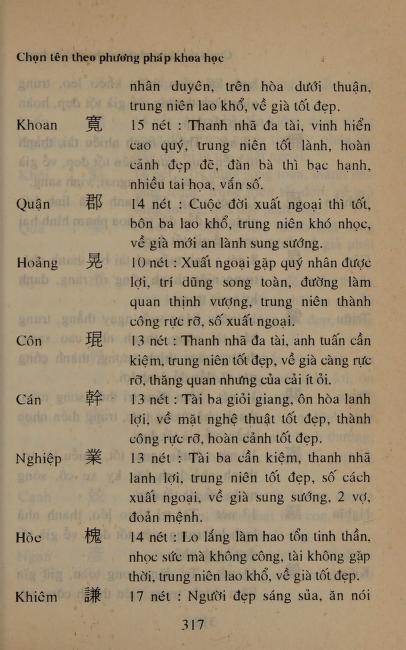 Chọn tên theo phương pháp khoa học
nhân duyên, trên hòa dưới thuận,
trung niên lao khổ, về già tốt đẹp.
Khoan 寬 15 nét : Thanh nhã đa tài, vinh hiển
cao quý, trung niên tốt lành, hoàn
cảnh đẹp đẽ, đàn bà thì bạc hạnh,
nhiều tai họa, vắn số.
Quận 郡 14 nét : Cuộc đời xuất ngoại thì tốt,
bôn ba lao khổ, trung niên khó nhọc,
về già mới an lành sung sướng.
Hoảng 晃 10 nét : Xuất ngoại gặp quý nhân được
lợi, trí dũng song toàn, đường làm
quan thịnh vượng, trung niên thành
công rực rỡ, số xuất ngoại.
Côn 琨 13 nét : Thanh nhã đa tài, anh tuấn cần
kiệm, trung niên tốt đẹp, về già càng rực
rỡ, thăng quan nhưng của cải ít ỏi.
Cán 幹 13 nét : Tài ba giỏi giang, ôn hòa lanh
lợi, về mặt nghệ thuật tốt đẹp, thành
công rực rỡ, hoàn cảnh tốt đẹp.
Nghiệp 業 13 nét : Tài ba cần kiệm, thanh nhã
lanh lợi, trung niên tốt đẹp, số cách
xuất ngoại, về già sung sướng, 2 vợ,
đoản mệnh.
Hòe 槐 14 nét : Lo lắng làm hao tổn tinh thần,
nhọc sức mà không công, tài không gặp
thời, trung niên lao khổ, về già tốt đẹp.
Khiêm 謙 17 nét : Người đẹp sáng sủa, ăn nói
317